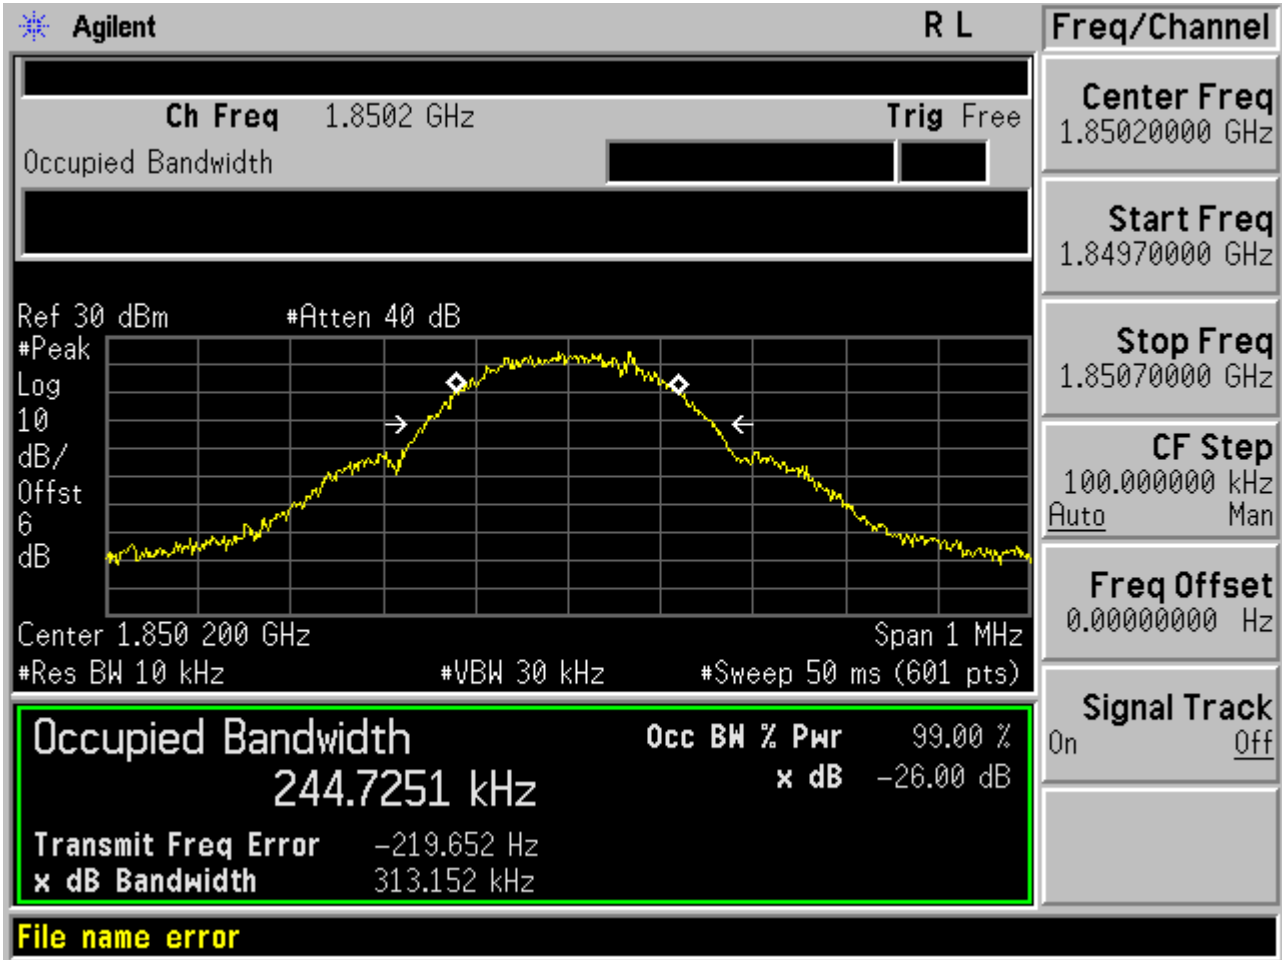 Agilent R L Freq/Channel
Ch Freq 1.8502 GHz Trig Free
Occupied Bandwidth
Center Freq
1.85020000 GHz
Start Freq
1.84970000 GHz
Stop Freq
1.85070000 GHz
CF Step
100.000000 kHz
Auto Man
Freq Offset
0.00000000 Hz
Signal Track
On Off
Ref 30 dBm #Atten 40 dB
#Peak
Log
10
dB/
Offst
6
dB
Center 1.850 200 GHz Span 1 MHz
#Res BW 10 kHz #VBW 30 kHz #Sweep 50 ms (601 pts)
Occupied Bandwidth Occ BW % Pwr 99.00 %
244.7251 kHz x dB -26.00 dB
Transmit Freq Error -219.652 Hz
x dB Bandwidth 313.152 kHz
File name error